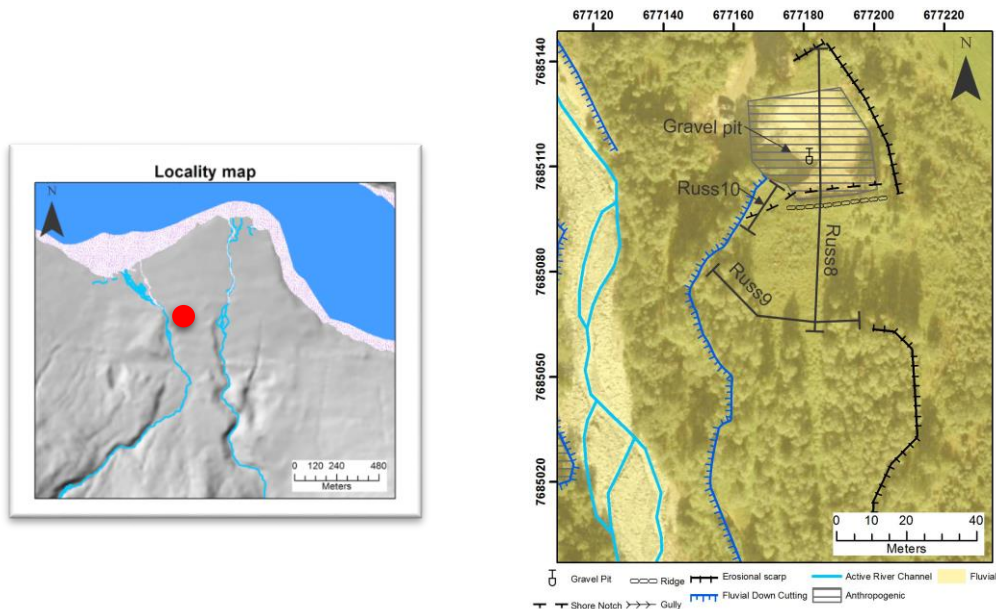 Locality map
N
0 120 240 480
Meters
677120 677140 677160 677180 677200 677220
7685140
7685110
7685080
7685050
7685020
N
Gravel pit
Russ10
Russ8
Russ9
0 10 20 40
Meters
Gravel Pit Ridge Erosional scarp Active River Channel Fluvial
Fluvial Down Cutting Anthropogenic
Shore Notch Gully